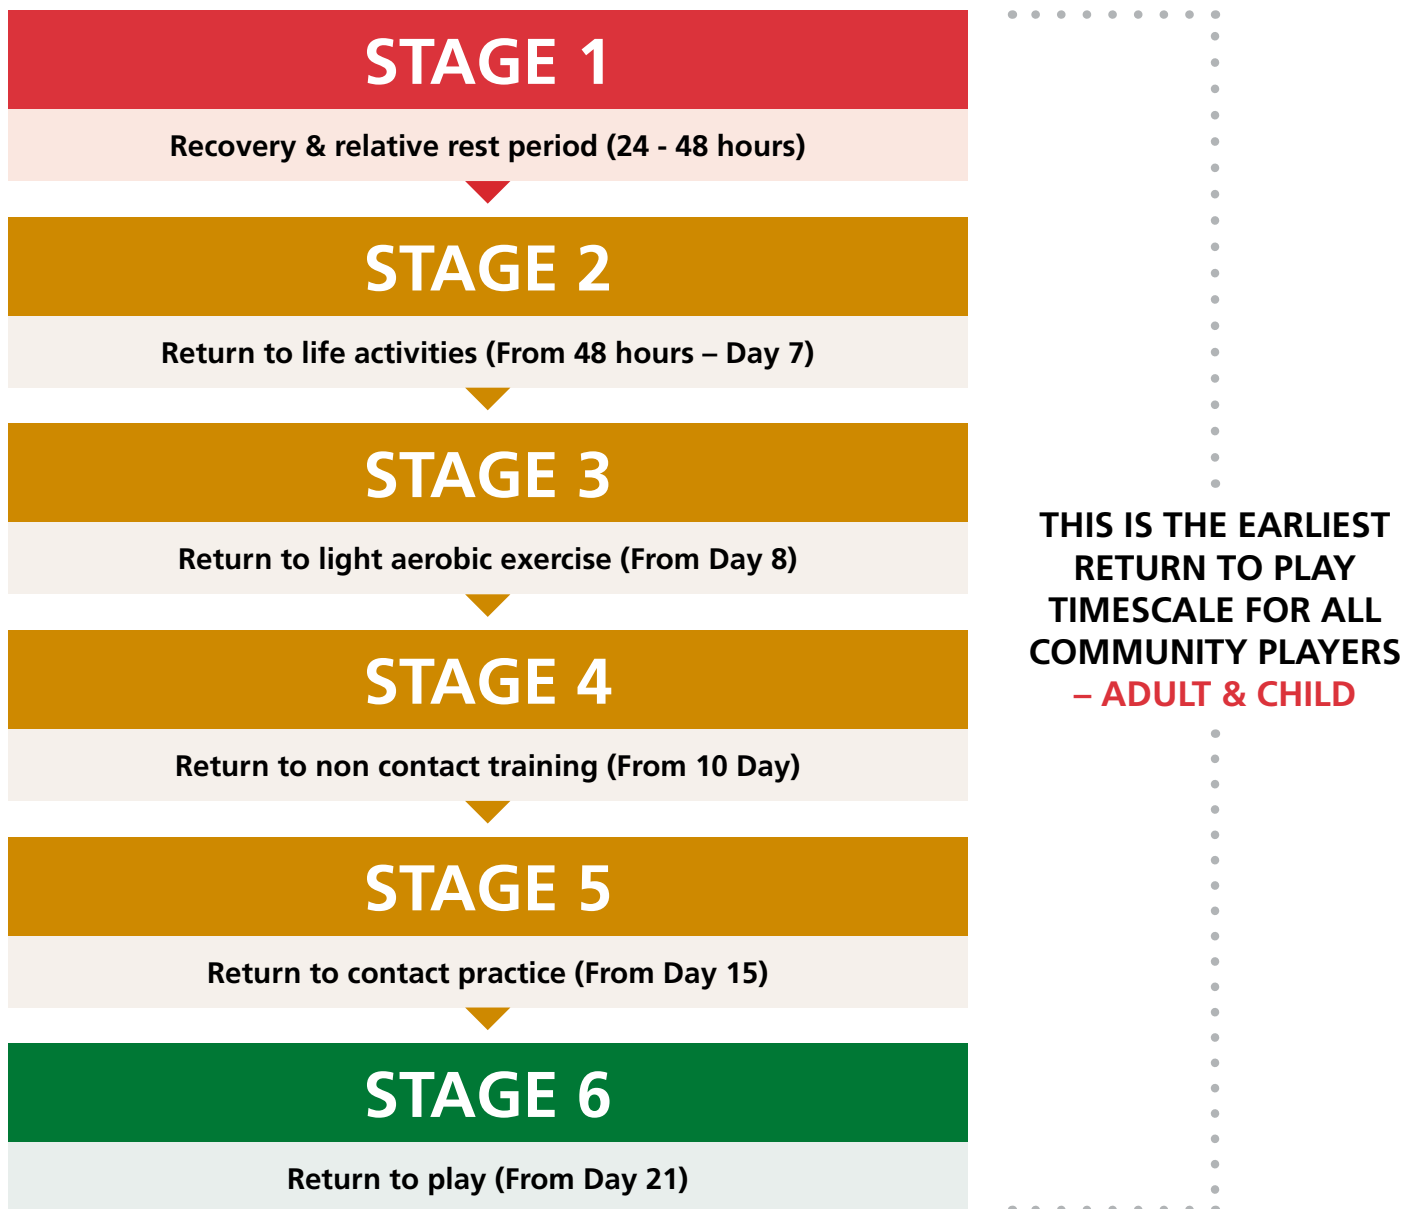 STAGE 1
Recovery & relative rest period (24 - 48 hours)
STAGE 2
Return to life activities (From 48 hours – Day 7)
STAGE 3
Return to light aerobic exercise (From Day 8)
STAGE 4
Return to non contact training (From 10 Day)
STAGE 5
Return to contact practice (From Day 15)
STAGE 6
Return to play (From Day 21)
THIS IS THE EARLIEST
RETURN TO PLAY
TIMESCALE FOR ALL
COMMUNITY PLAYERS
– ADULT & CHILD